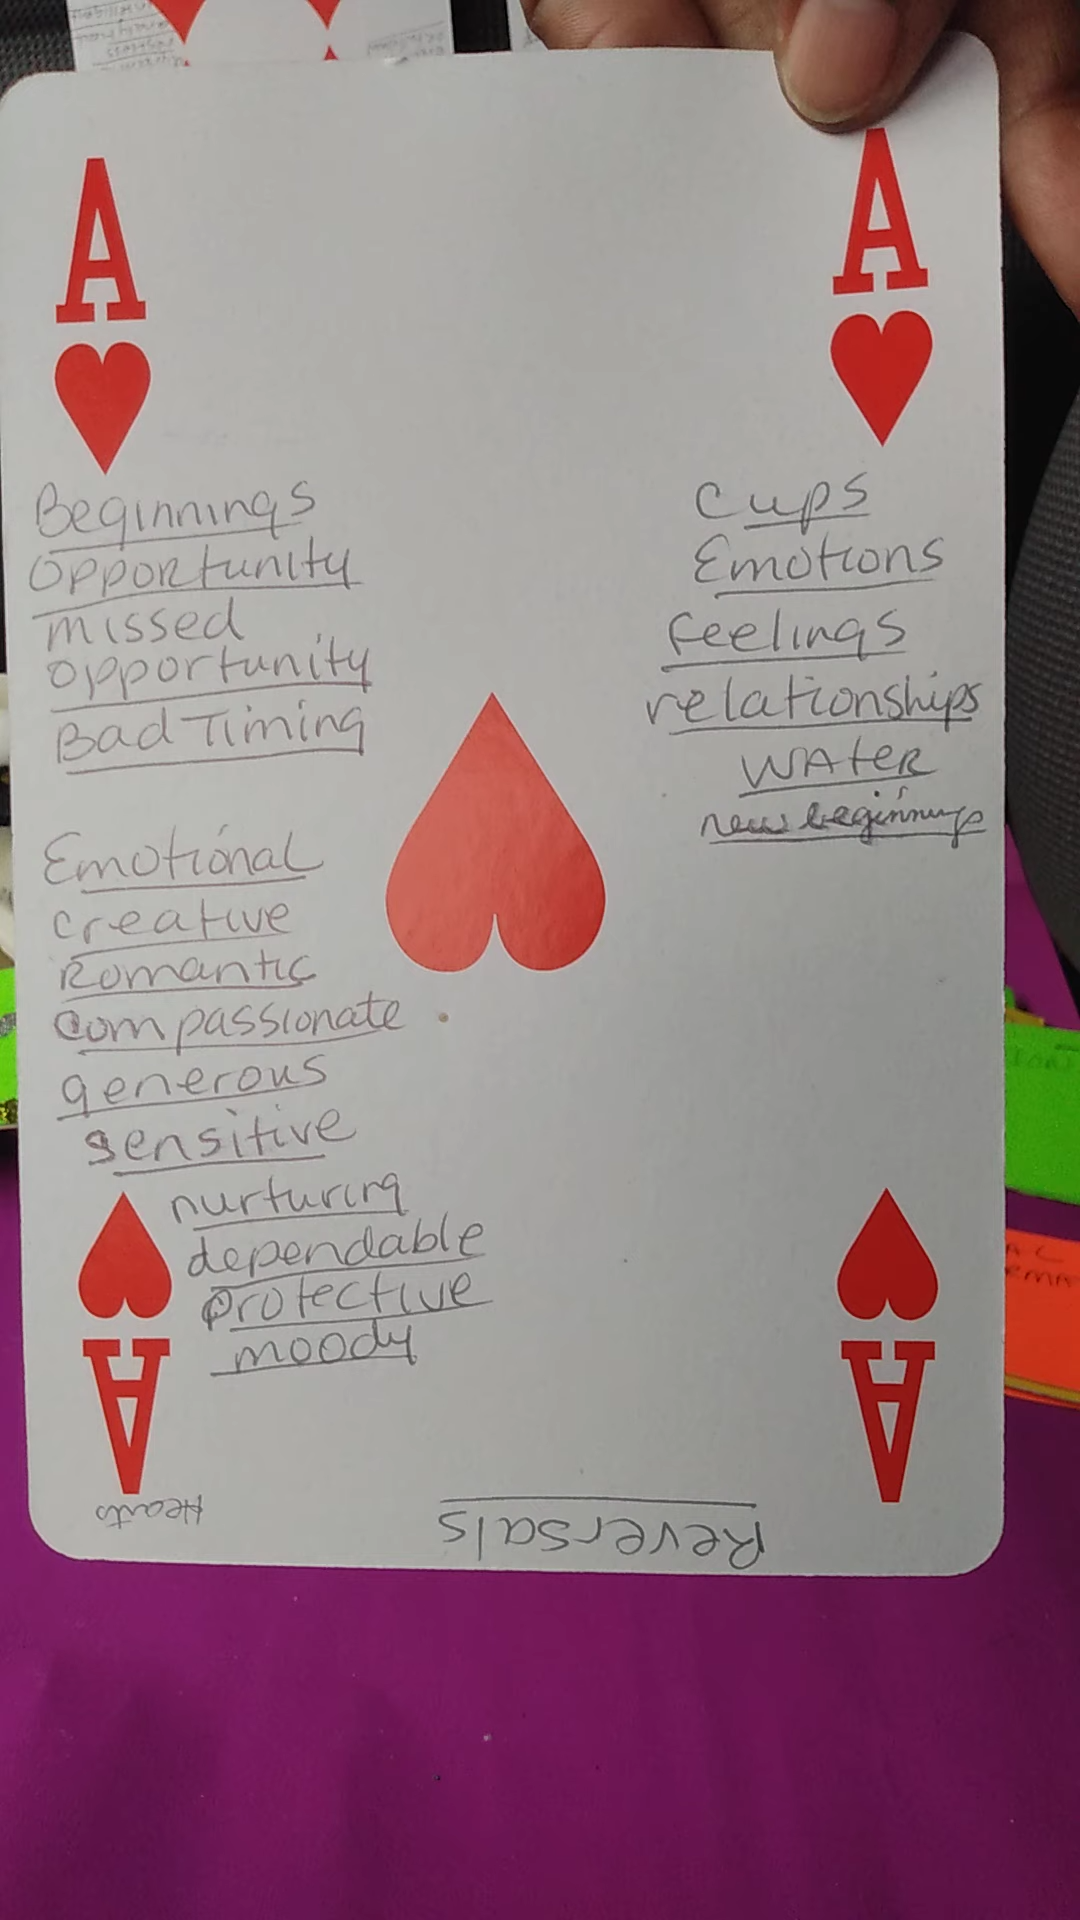 A
A
Beginnings
Opportunity
missed
opportunity
Bad Timing
Cups
Emotions
feelings
relationships
WATER
new beginnings
Emotional
creative
Romantic
compassionate
generous
sensitive
nurturing
dependable
protective
moody
A
A
Hearts
Reversals